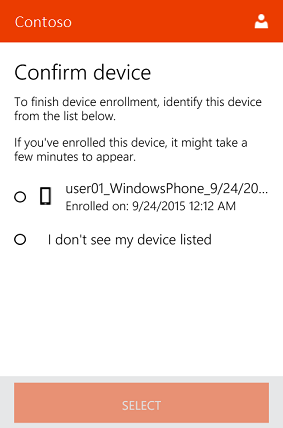 Contoso
Confirm device
To finish device enrollment, identify this device
from the list below.
If you've enrolled this device, it might take a
few minutes to appear.
user01_WindowsPhone_9/24/20...
Enrolled on: 9/24/2015 12:12 AM
I don't see my device listed
SELECT